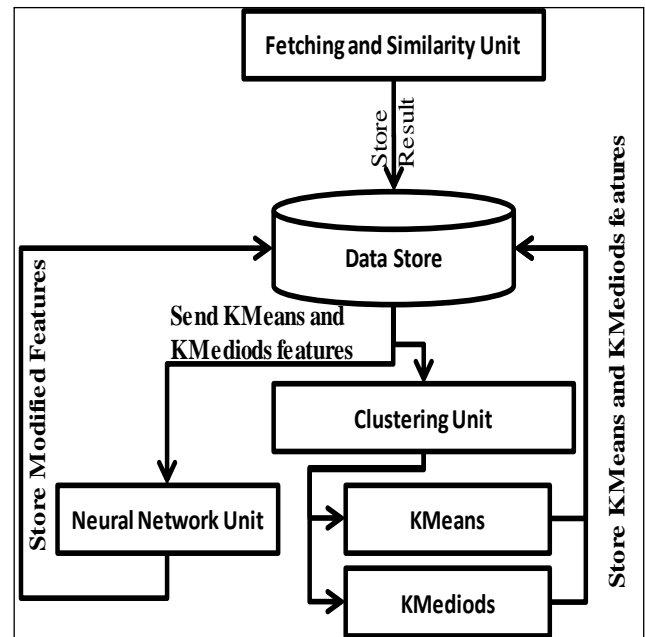 Fetching and Similarity Unit
Store
Result
Data Store
Send KMeans and
KMediods features
Clustering Unit
Neural Network Unit
KMeans
KMediods
Store Modified Features
Store KMeans and KMediods features